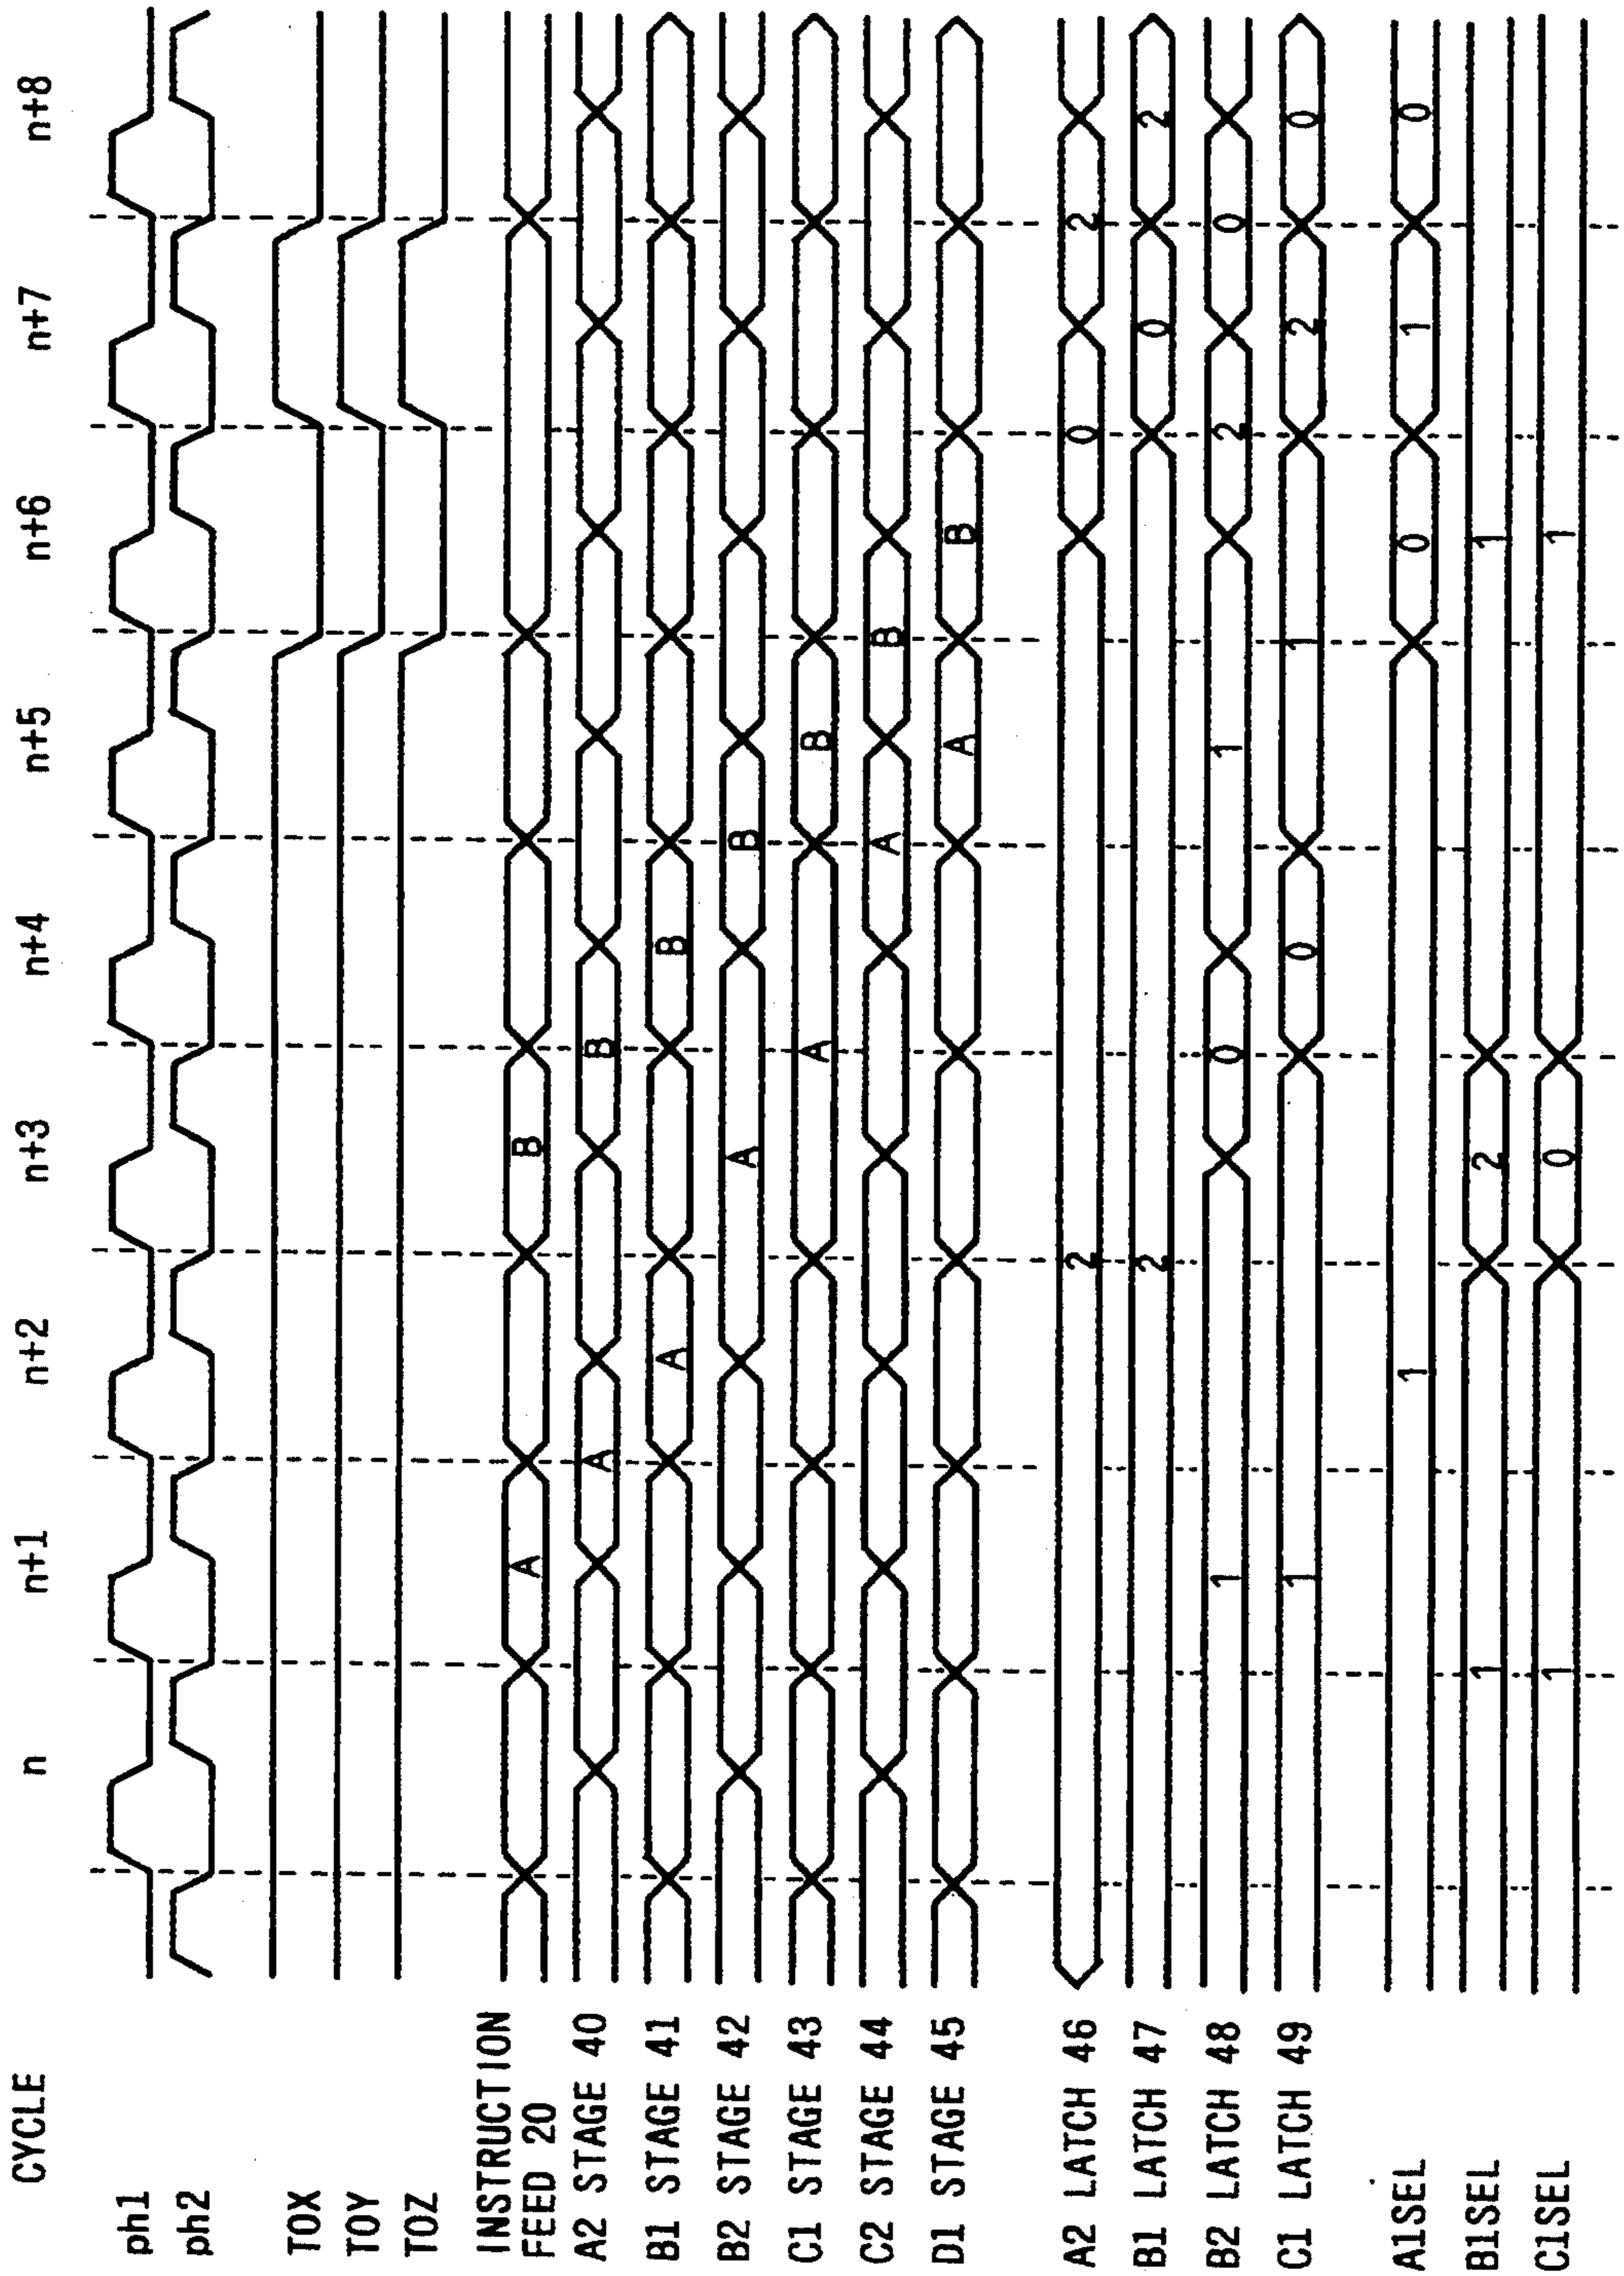 CYCLE n n+1 n+2 n+3 n+4 n+5 n+6 n+7 n+8
ph1
ph2
TOX
TOY
TOZ
INSTRUCTION
FEED 20 A B
A2 STAGE 40 A B
B1 STAGE 41 A B
B2 STAGE 42 A B
C1 STAGE 43 A B
C2 STAGE 44 A B
D1 STAGE 45 A B
A2 LATCH 46 2 0 2
B1 LATCH 47 2 0 2
B2 LATCH 48 1 0 1 2 0
C1 LATCH 49 1 0 1 2 0
A1SEL 1 0 1 0
B1SEL 1 2 1
C1SEL 1 0 1